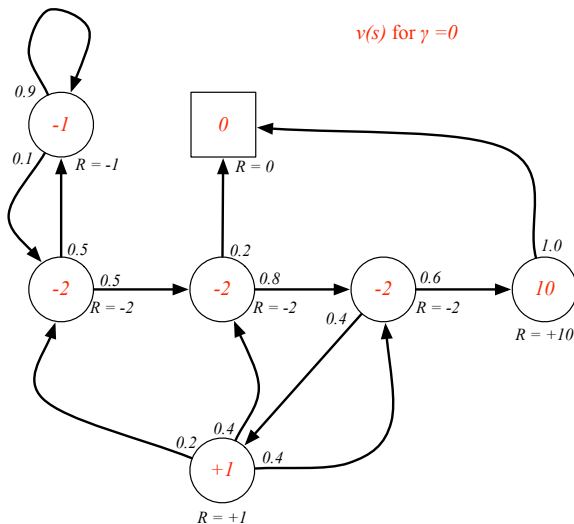 v(s) for γ =0
0.9
-1
0
0.1
R = -1
R = 0
0.5
0.2
1.0
-2
0.5
-2
0.8
-2
0.6
10
R = -2
R = -2
0.4
R = -2
R = +10
0.2
0.4
0.4
+1
R = +1